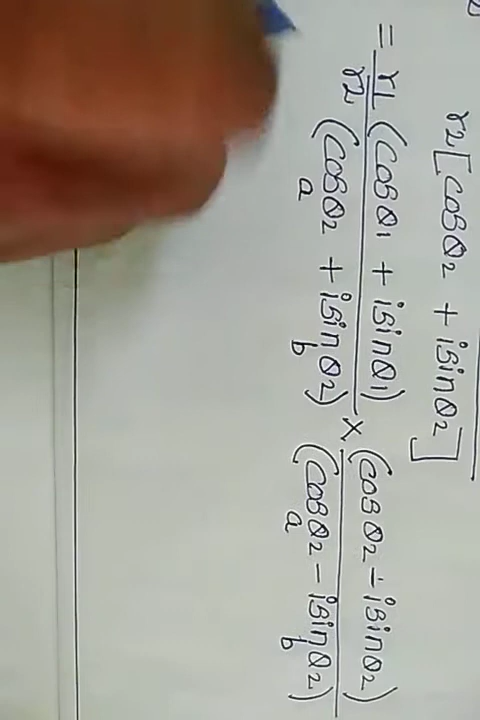 r2[cosθ2 + isinθ2]
= r1 (cosθ1 + isinθ1) × (cosθ2 - isinθ2)
r2 (cosθ2 + isinθ2) (cosθ2 - isinθ2)
a b a b